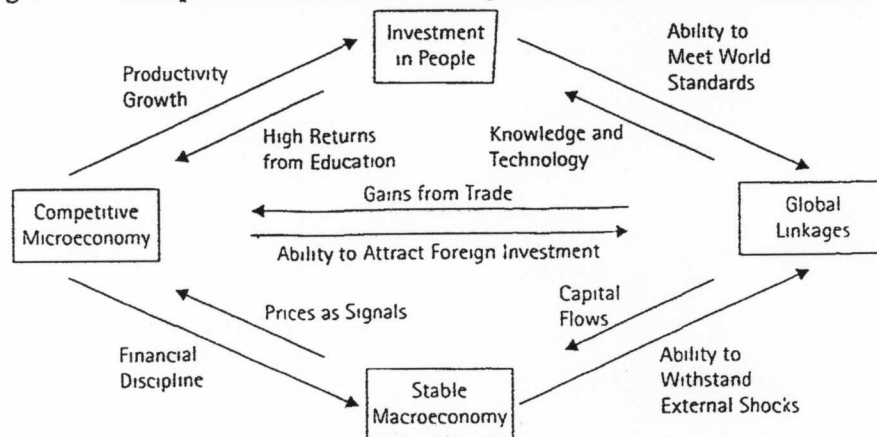 Investment
in People
Ability to
Meet World
Standards
Productivity
Growth
High Returns
from Education
Knowledge and
Technology
Gains from Trade
Competitive
Microeconomy
Global
Linkages
Ability to Attract Foreign Investment
Prices as Signals
Capital
Flows
Financial
Discipline
Stable
Macroeconomy
Ability to
Withstand
External Shocks